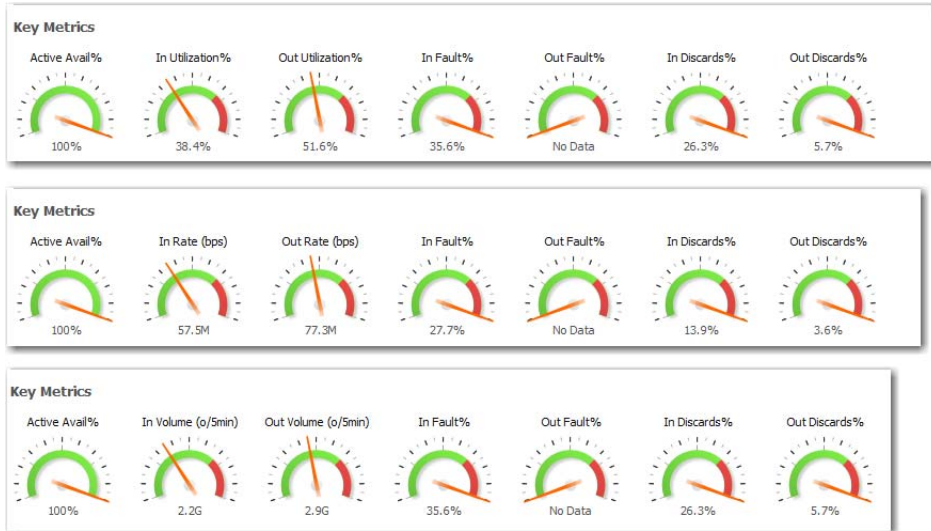 Key Metrics
Active Avail% In Utilization% Out Utilization% In Fault% Out Fault% In Discards% Out Discards%
100% 38.4% 51.6% 35.6% No Data 26.3% 5.7%
Key Metrics
Active Avail% In Rate (bps) Out Rate (bps) In Fault% Out Fault% In Discards% Out Discards%
100% 57.5M 77.3M 27.7% No Data 13.9% 3.6%
Key Metrics
Active Avail% In Volume (o/5min) Out Volume (o/5min) In Fault% Out Fault% In Discards% Out Discards%
100% 2.2G 2.9G 35.6% No Data 26.3% 5.7%